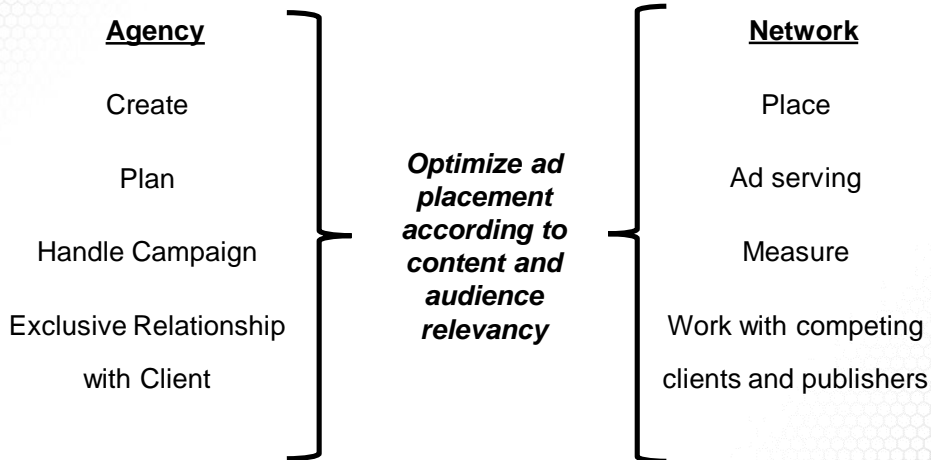 Agency
Create
Plan
Handle Campaign
Exclusive Relationship
with Client
Optimize ad
placement
according to
content and
audience
relevancy
Network
Place
Ad serving
Measure
Work with competing
clients and publishers